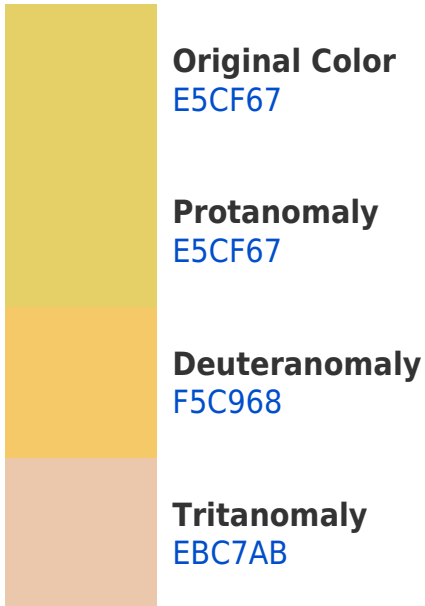 Original Color
E5CF67
Protanomaly
E5CF67
Deuteranomaly
F5C968
Tritanomaly
EBC7AB